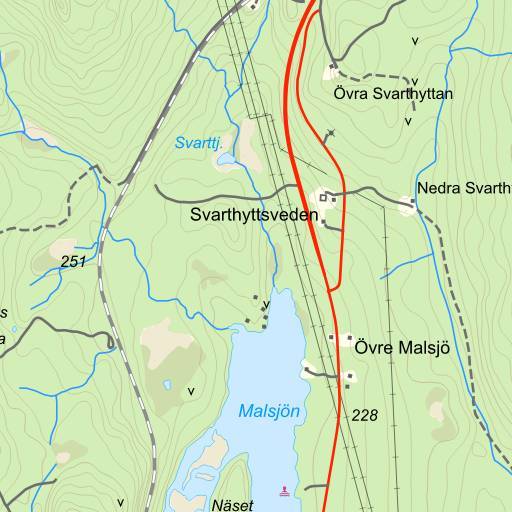 Övra Svarthyttan
Svarttj.
Nedra Svarth
Svarthyttsveden
251
s
a
Övre Malsjö
Malsjön
228
Näset